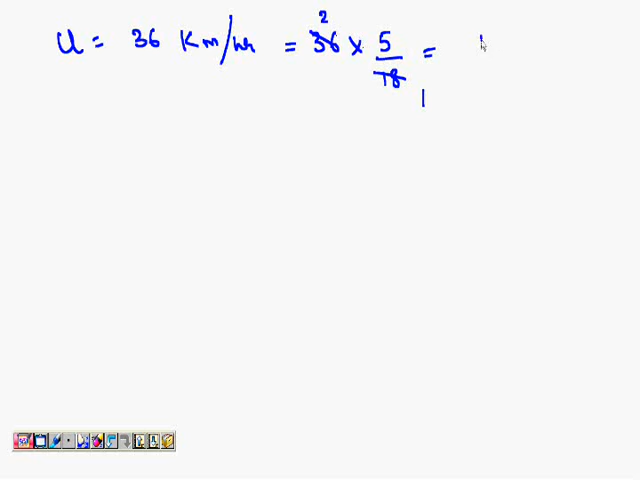 2
U = 36 Km/hr = 36 × 5/18 =
1